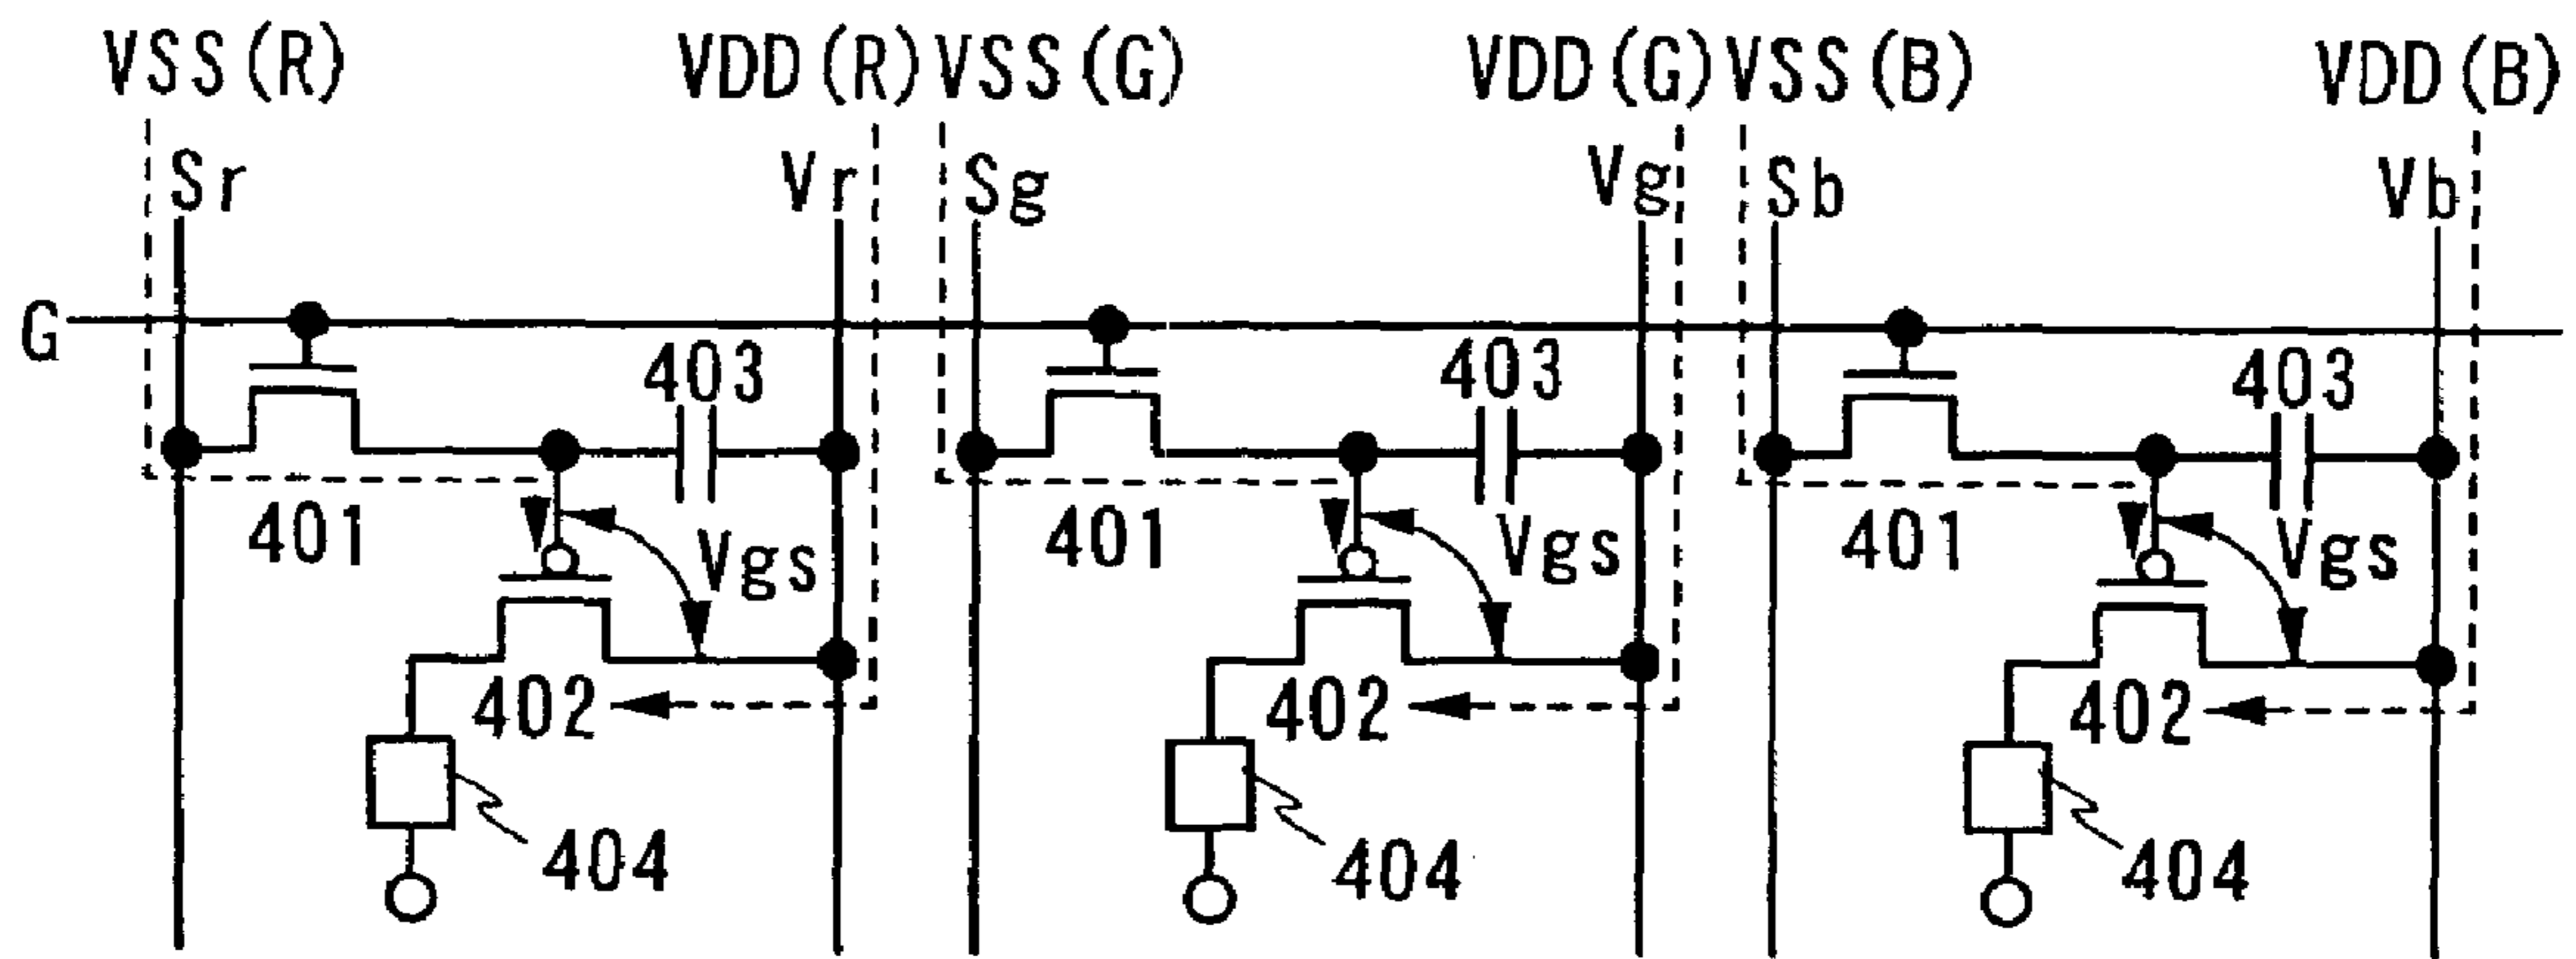 VSS(R) VDD(R) VSS(G) VDD(G) VSS(B) VDD(B)
Sr Vr Sg Vg Sb Vb
G
403 403 403
401 Vgs 401 Vgs 401 Vgs
402 402 402
404 404 404